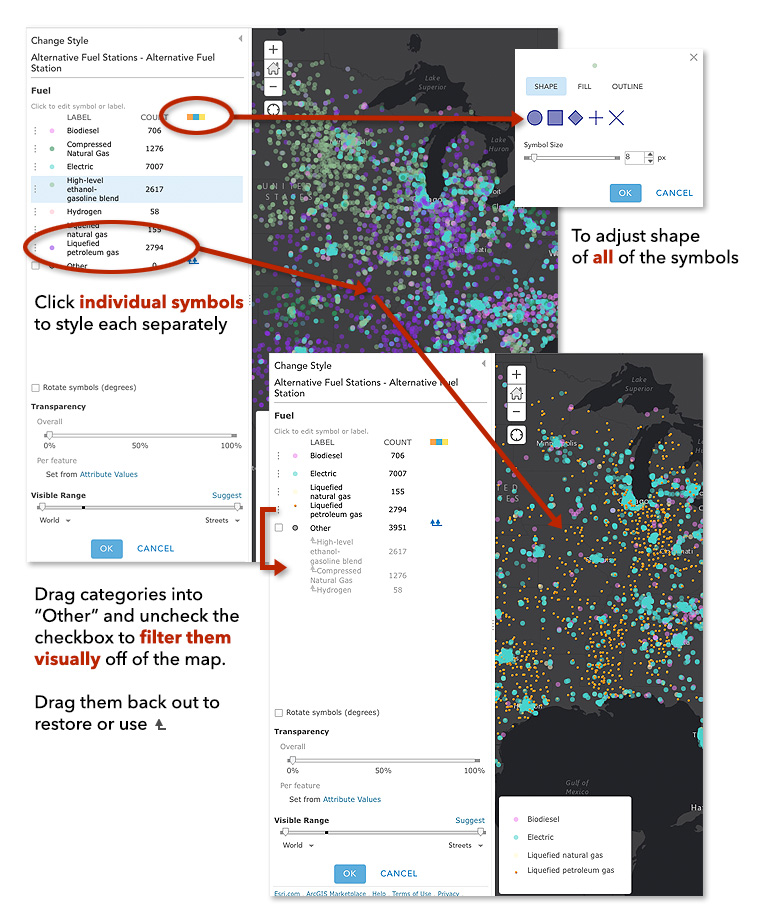 Change Style
Alternative Fuel Stations - Alternative Fuel
Station
Fuel
Click to edit symbol or label.
LABEL COUNT
Biodiesel 706
Compressed
Natural Gas 1276
Electric 7007
High-level
ethanol-
gasoline blend 2617
Hydrogen 58
Liquefied
natural gas 155
Liquefied
petroleum gas 2794
Other 0
Click individual symbols
to style each separately
Rotate symbols (degrees)
Transparency
Overall
0% 50% 100%
Per feature
Set from Attribute Values
Visible Range Suggest
World Streets
OK CANCEL
Lake
Superior
Lake
Huron
UNITED
STATES
Cincinnati
SHAPE FILL OUTLINE
Symbol Size
8 px
OK CANCEL
To adjust shape
of all of the symbols
Drag categories into
“Other” and uncheck the
checkbox to filter them
visually off of the map.
Drag them back out to
restore or use
Change Style
Alternative Fuel Stations - Alternative Fuel
Station
Fuel
Click to edit symbol or label.
LABEL COUNT
Biodiesel 706
Electric 7007
Liquefied
natural gas 155
Liquefied
petroleum gas 2794
Other 3951
High-level
ethanol-
gasoline blend 2617
Compressed
Natural Gas 1276
Hydrogen 58
Rotate symbols (degrees)
Transparency
Overall
0% 50% 100%
Per feature
Set from Attribute Values
Visible Range Suggest
World Streets
OK CANCEL
Esri.com . ArcGIS Marketplace . Help . Terms of Use . Privacy
Lake
Superior
Minneapolis
Gulf of
Mexico
Biodiesel
Electric
Liquefied natural gas
Liquefied petroleum gas